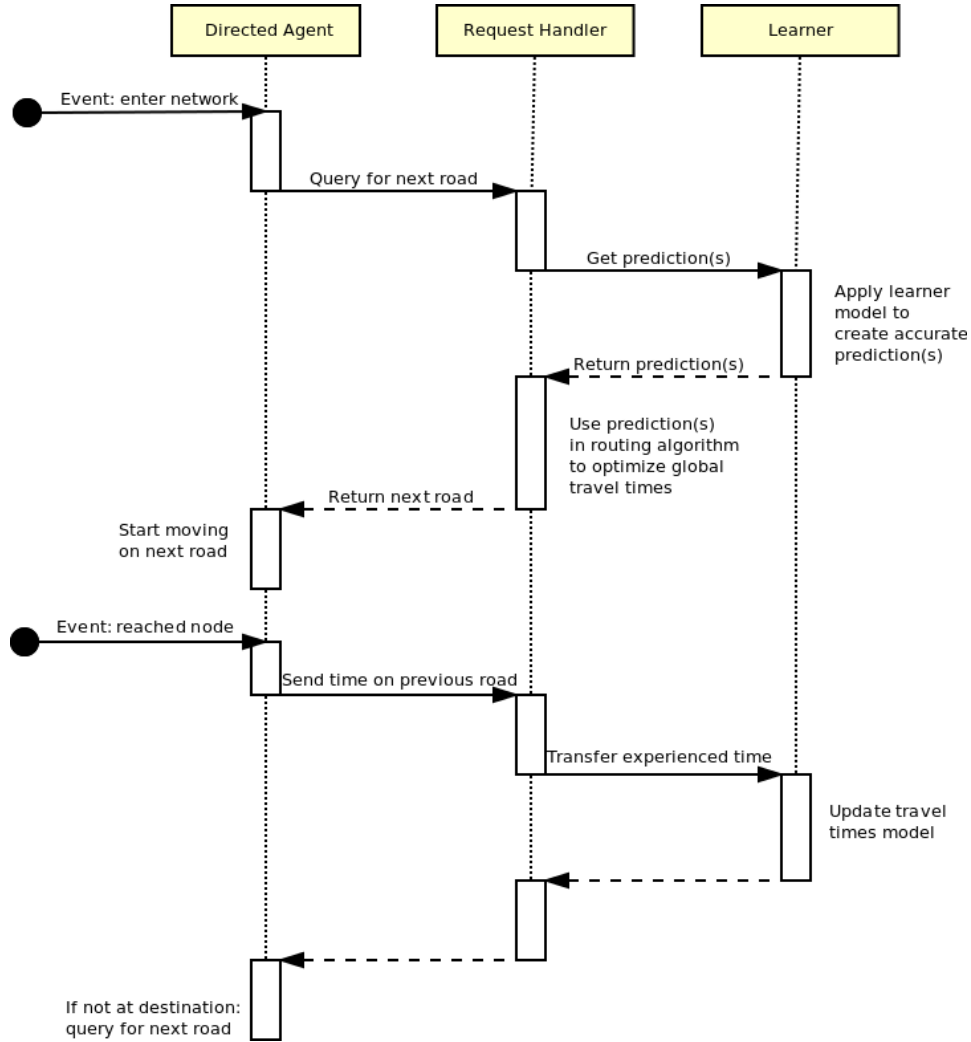 Directed Agent
Request Handler
Learner
Event: enter network
Query for next road
Get prediction(s)
Apply learner
model to
create accurate
prediction(s)
Return prediction(s)
Use prediction(s)
in routing algorithm
to optimize global
travel times
Return next road
Start moving
on next road
Event: reached node
Send time on previous road
Transfer experienced time
Update travel
times model
If not at destination:
query for next road